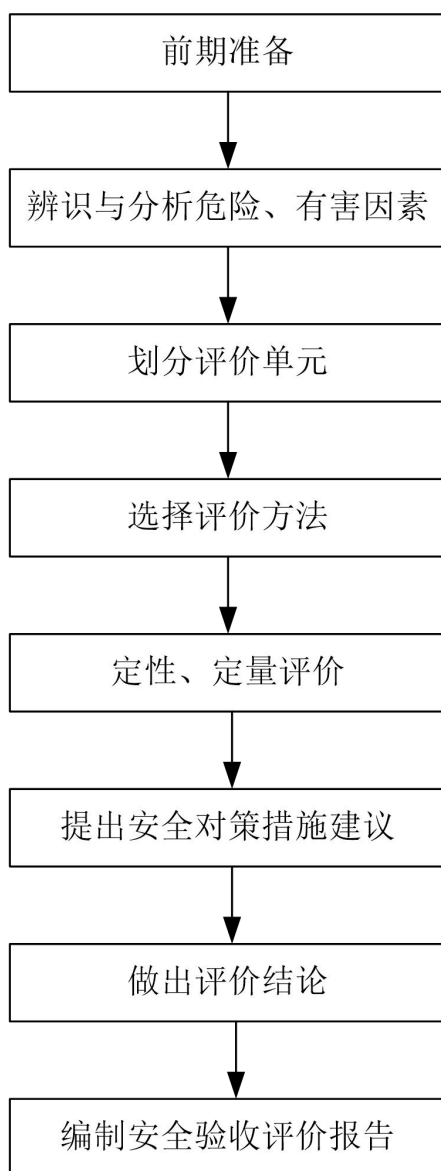 前期准备
辨识与分析危险、有害因素
划分评价单元
选择评价方法
定性、定量评价
提出安全对策措施建议
做出评价结论
编制安全验收评价报告